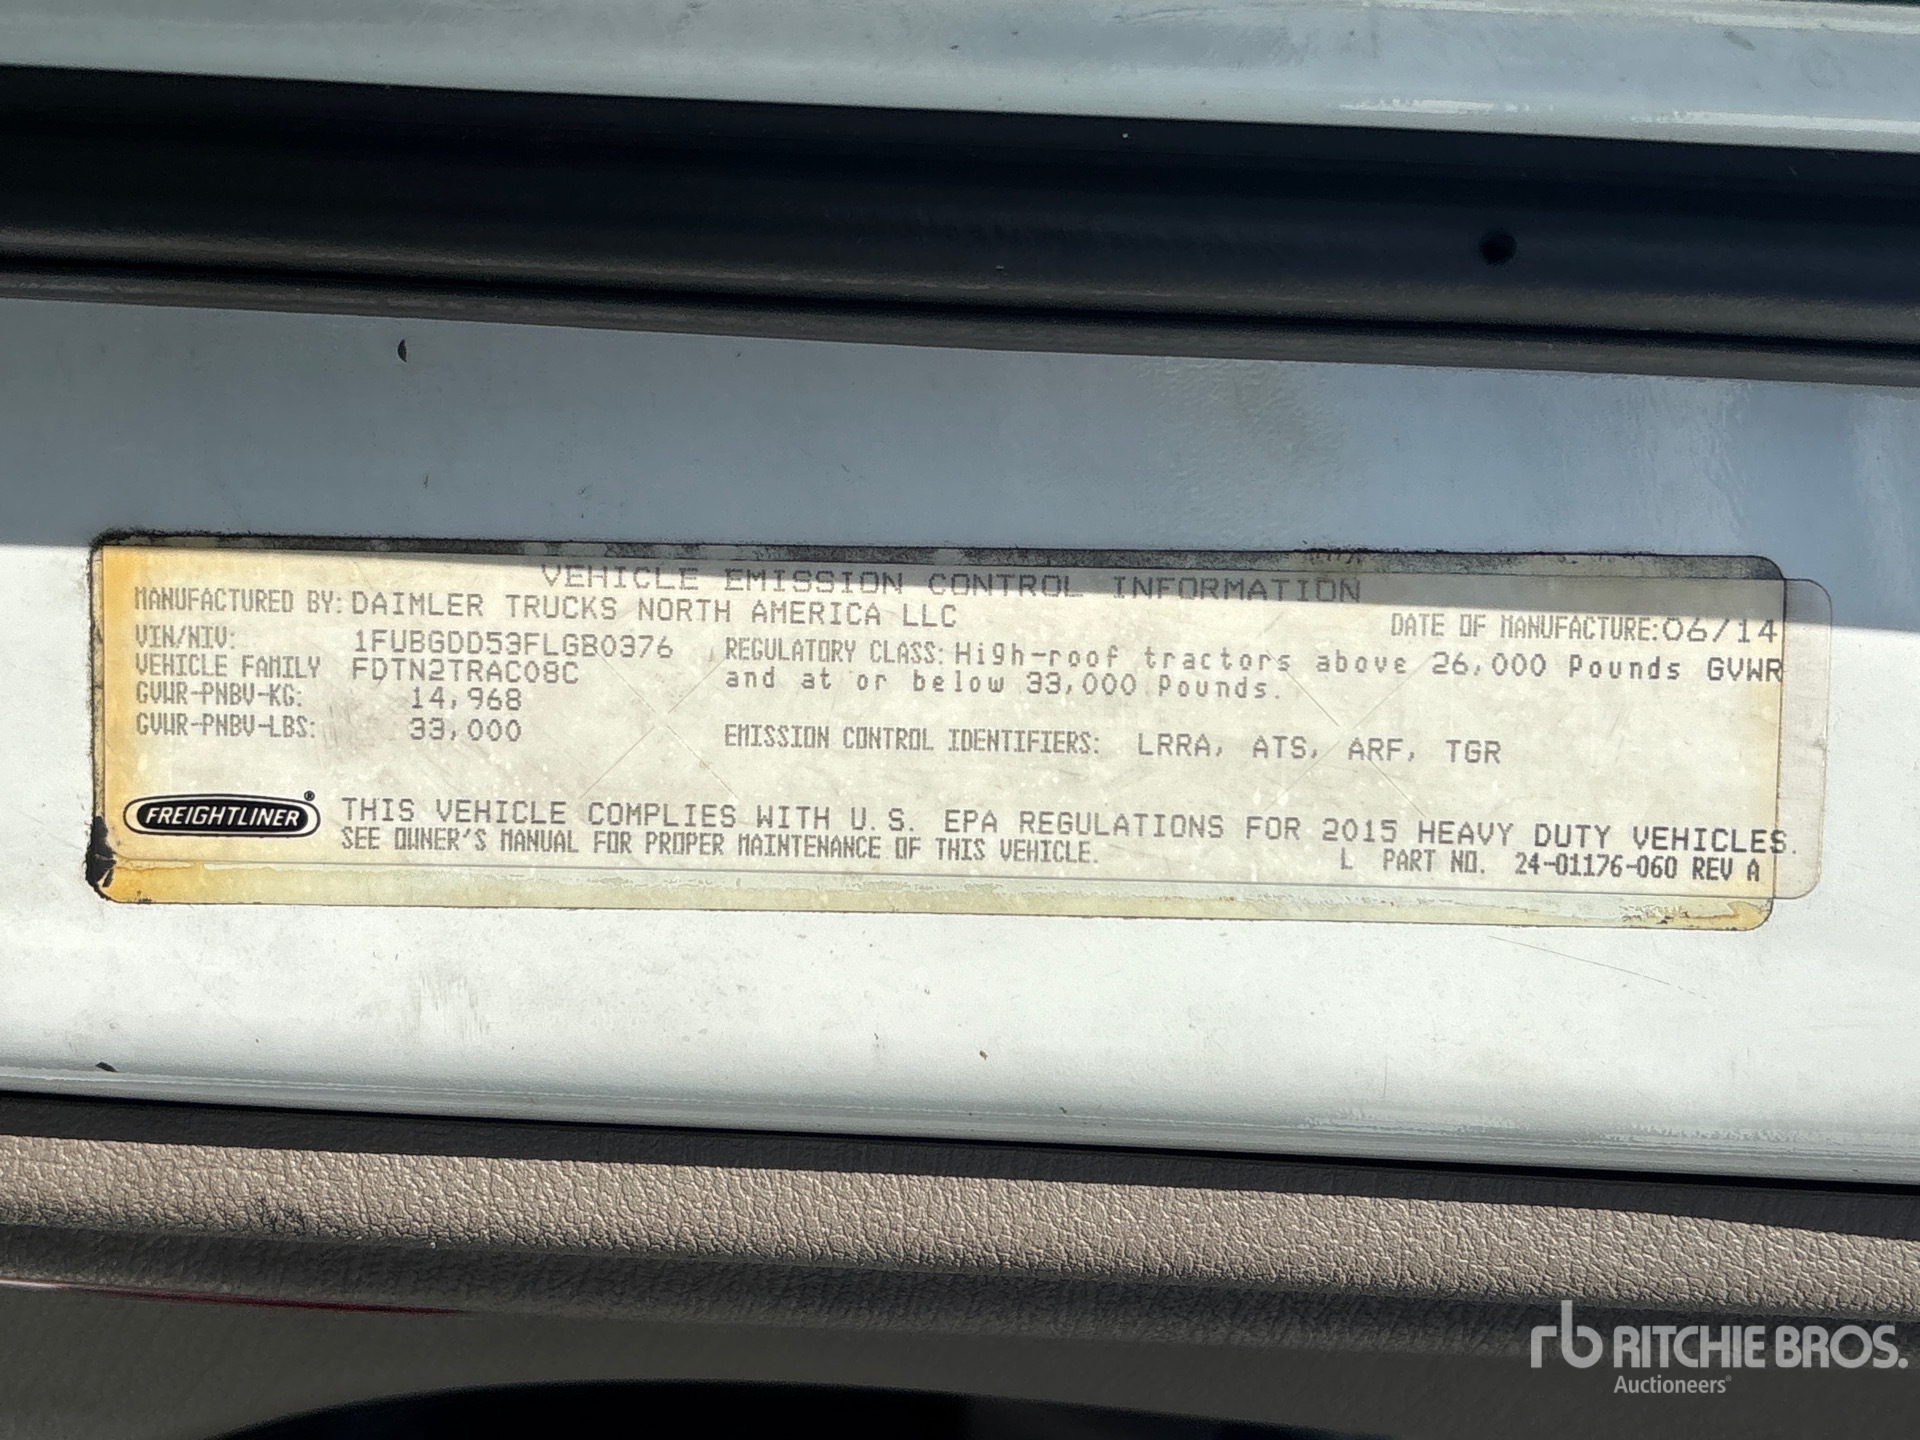 VEHICLE EMISSION CONTROL INFORMATION
MANUFACTURED BY: DAIMLER TRUCKS NORTH AMERICA LLC
DATE OF MANUFACTURE: 06/14
VIN/NIV: 1FUBGDD53FLGB0376
VEHICLE FAMILY FDTN2TRAC08C
GVWR-PNBV-KG: 14,968
GVWR-PNBV-LBS: 33,000
REGULATORY CLASS: High-roof tractors above 26,000 Pounds GVWR
and at or below 33,000 Pounds.
EMISSION CONTROL IDENTIFIERS: LRRA, ATS, ARF, TGR
FREIGHTLINER®
THIS VEHICLE COMPLIES WITH U.S. EPA REGULATIONS FOR 2015 HEAVY DUTY VEHICLES.
SEE OWNER'S MANUAL FOR PROPER MAINTENANCE OF THIS VEHICLE.
L PART NO. 24-01176-060 REV A
rb RITCHIE BROS.
Auctioneers®